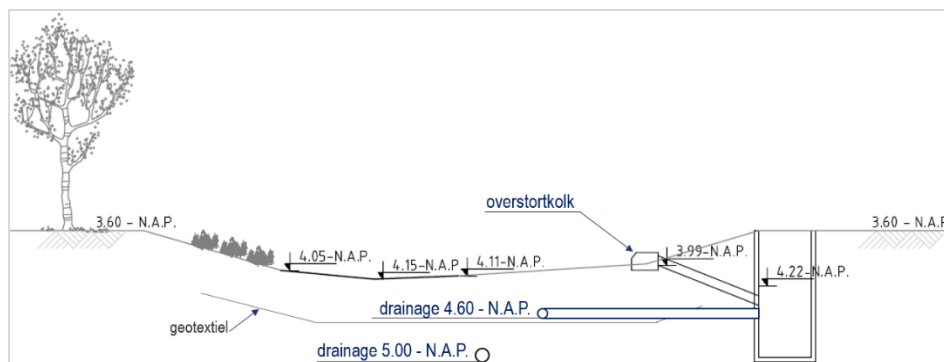 overstortkolk
3.60 - N.A.P.
3.60 - N.A.P.
4.05-N.A.P.
4.15-N.A.P
4.11-N.A.P.
3.99-N.A.P.
4.22-N.A.P.
drainage 4.60 - N.A.P.
geotextiel
drainage 5.00 - N.A.P.